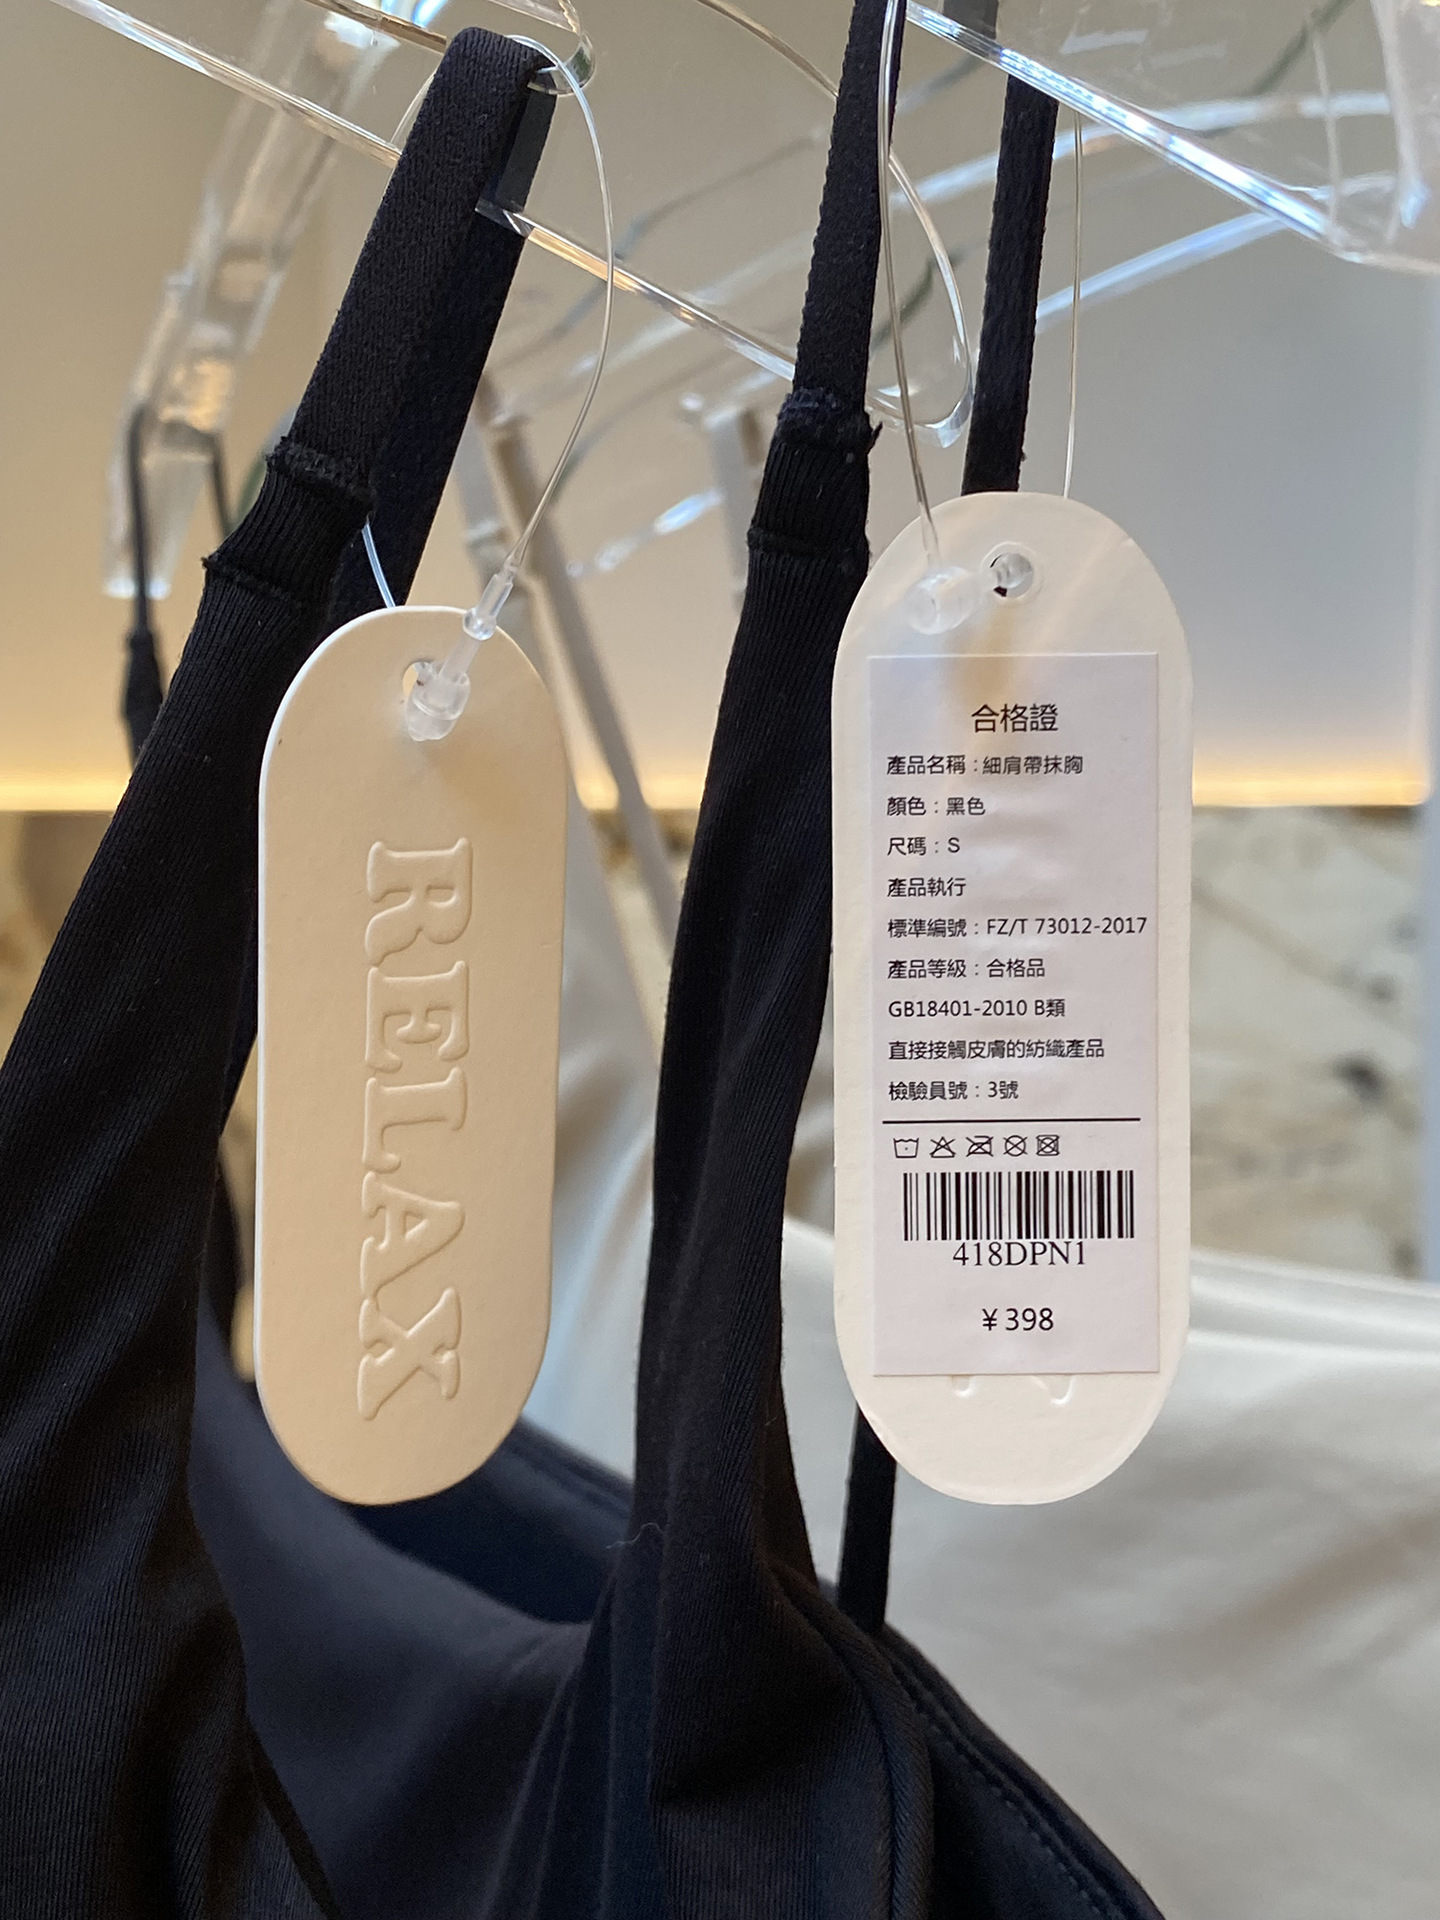 RELAX
合格證
產品名稱：細肩帶抹胸
顏色：黑色
尺碼：S
產品執行
標準編號：FZ/T 73012-2017
產品等級：合格品
GB18401-2010 B類
直接接觸皮膚的紡織產品
檢驗員號：3號
418DPN1
¥398